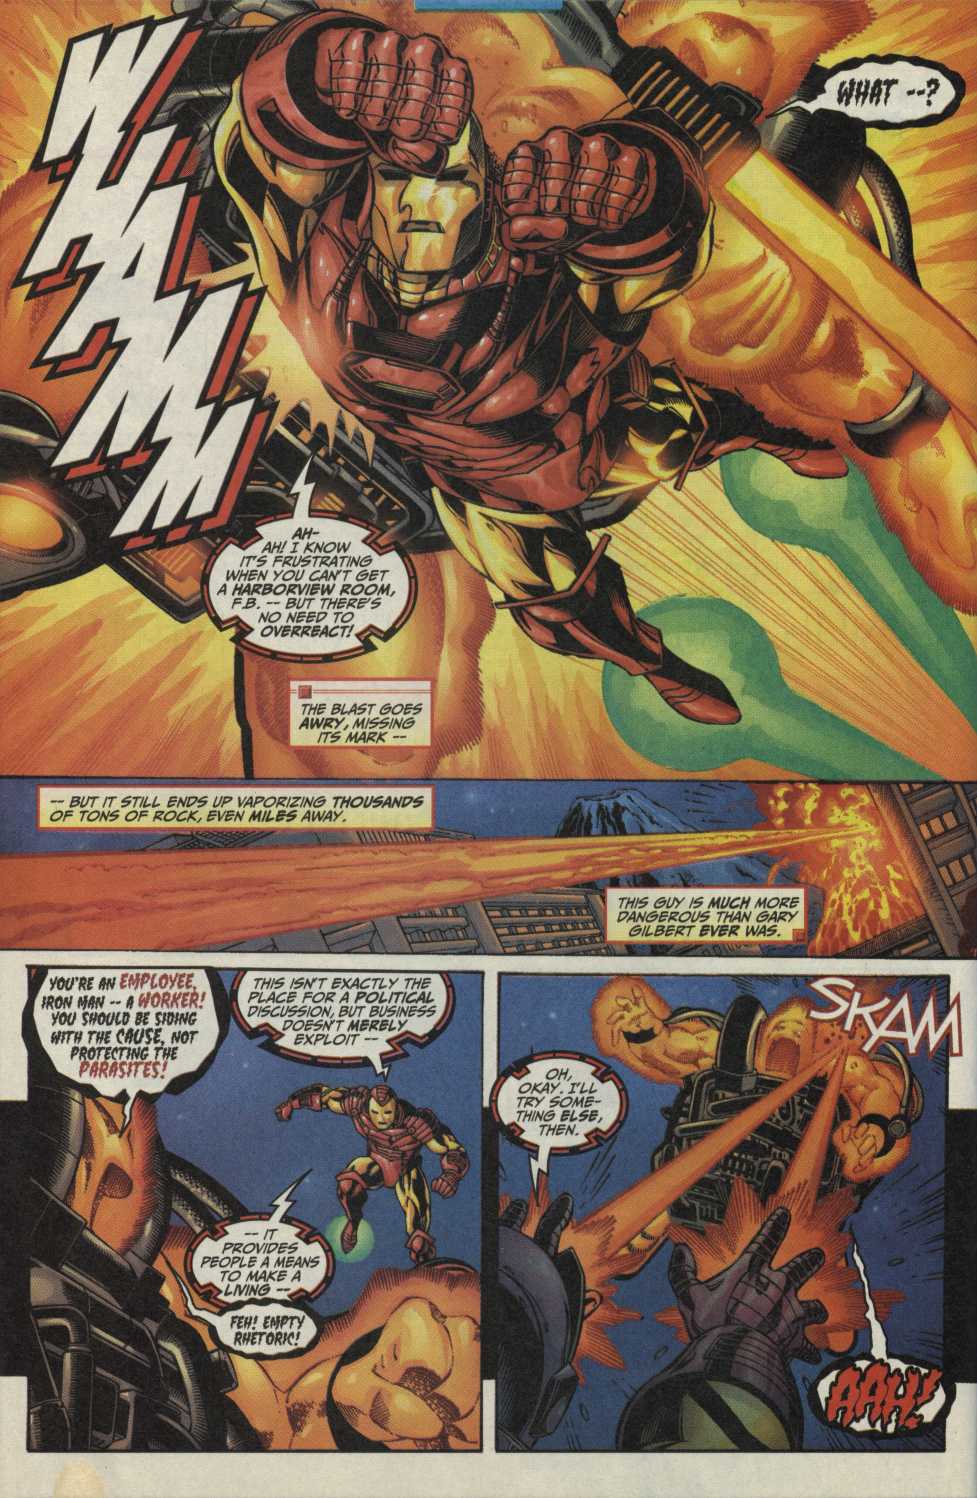 WHAMM
WHAT --?
AH-
AH! I KNOW
IT'S FRUSTRATING
WHEN YOU CAN'T GET
A HARBORVIEW ROOM,
F.B. -- BUT THERE'S
NO NEED TO
OVERREACT!
THE BLAST GOES
AWRY, MISSING
ITS MARK --
-- BUT IT STILL ENDS UP VAPORIZING THOUSANDS
OF TONS OF ROCK, EVEN MILES AWAY.
THIS GUY IS MUCH MORE
DANGEROUS THAN GARY
GILBERT EVER WAS.
YOU'RE AN EMPLOYEE,
IRON MAN -- A WORKER!
YOU SHOULD BE SIDING
WITH THE CAUSE, NOT
PROTECTING THE
PARASITES!
THIS ISN'T EXACTLY THE
PLACE FOR A POLITICAL
DISCUSSION, BUT BUSINESS
DOESN'T MERELY
EXPLOIT --
-- IT
PROVIDES
PEOPLE A MEANS
TO MAKE A
LIVING --
FEH! EMPTY
RHETORIC!
SKAM
OH,
OKAY. I'LL
TRY SOME-
THING ELSE,
THEN.
AAH!